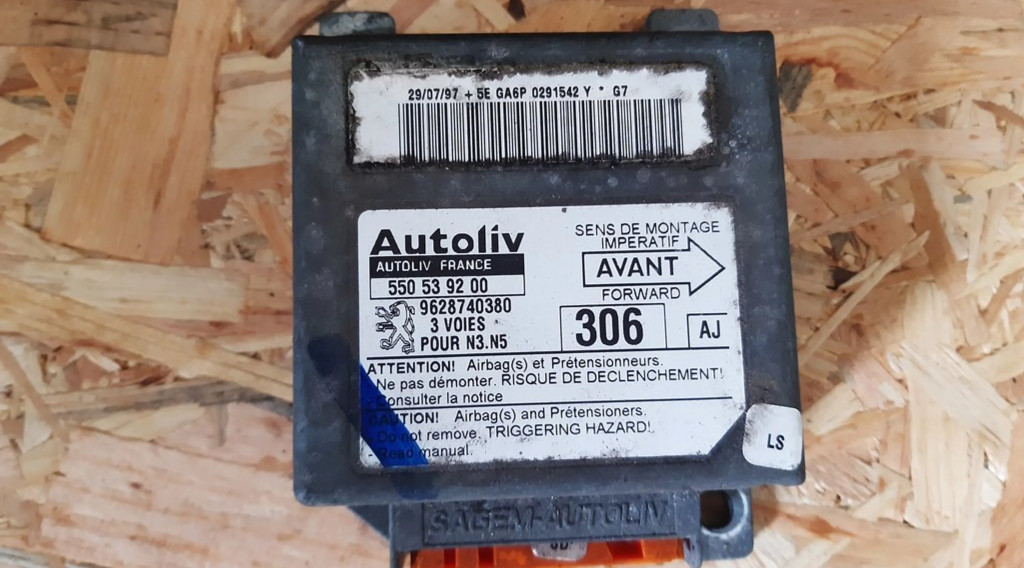 29/07/97 + 5E GA6P 0291542 Y * G7
Autoliv
AUTOLIV FRANCE
550 53 92 00
9628740380
3 VOIES
POUR N3.N5
SENS DE MONTAGE
IMPERATIF
AVANT
FORWARD
306
AJ
ATTENTION! Airbag(s) et Prétensionneurs.
- Ne pas démonter. RISQUE DE DECLENCHEMENT!
- Consulter la notice
CAUTION! Airbag(s) and Prétensioners.
- Do not remove TRIGGERING HAZARD!
- Read manual.
LS
SAGEM-AUTOLIV